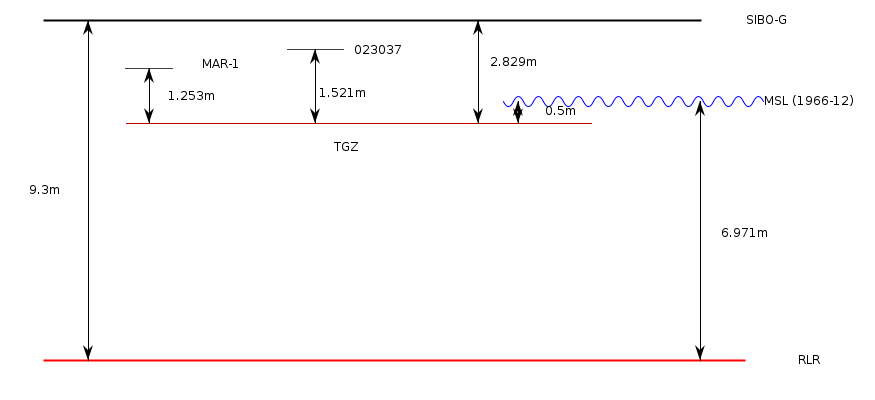 SIBO-G
MAR-1
023037
2.829m
1.253m
1.521m
MSL (1966-12)
0.5m
TGZ
9.3m
6.971m
RLR